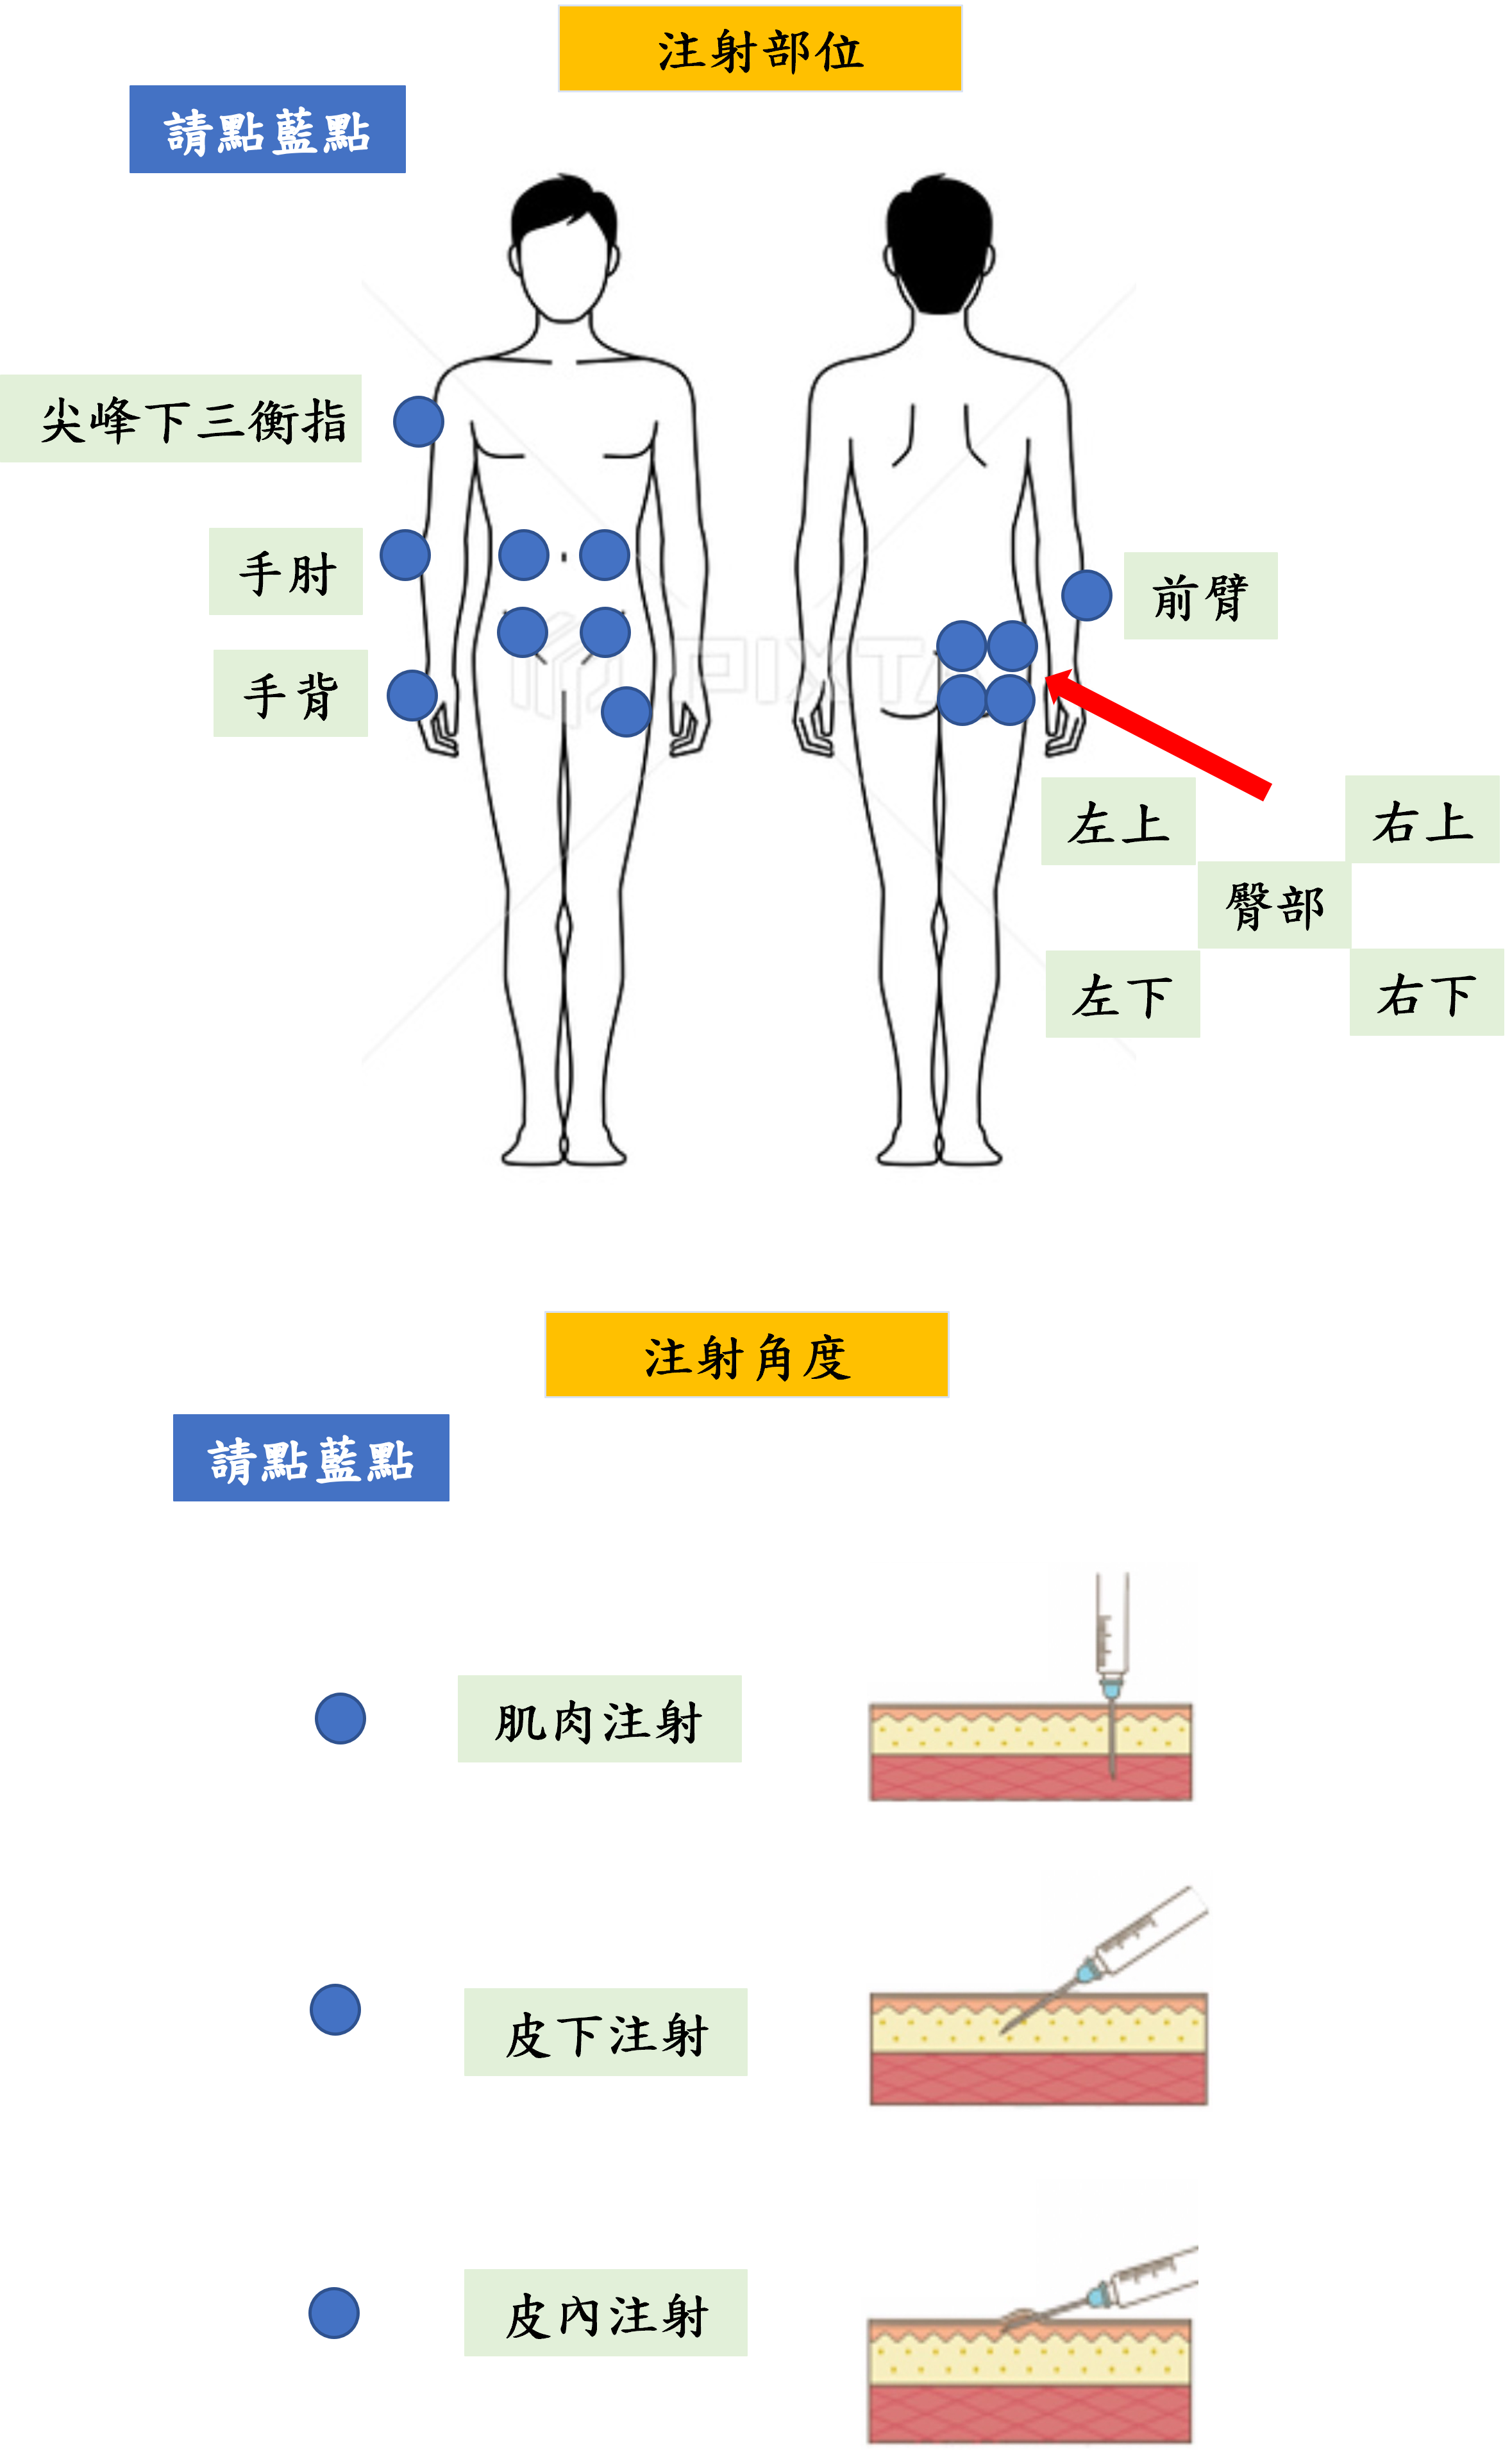 注射部位
請點藍點
尖峰下三衡指
手肘
前臂
手背
PIXTA
左上
右上
臀部
左下
右下
注射角度
請點藍點
肌肉注射
皮下注射
皮內注射